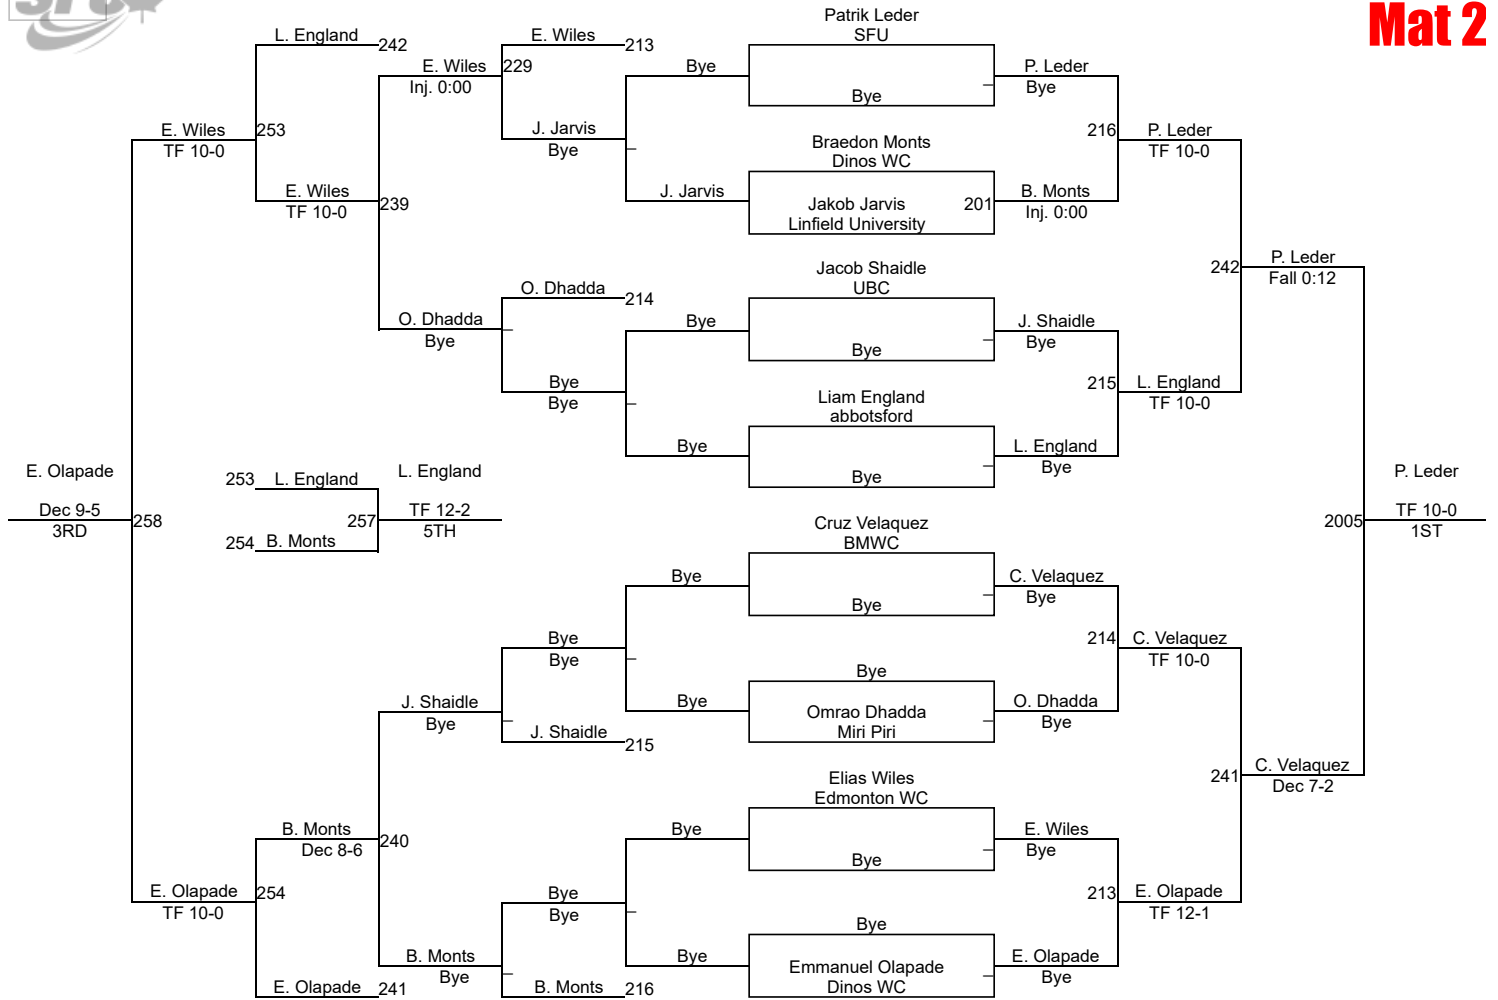 SFU
Mat 2
Patrik Leder
SFU
L. England
242
E. Wiles
213
E. Wiles
229
Inj. 0:00
Bye
Bye
P. Leder
Bye
E. Wiles
TF 10-0
253
J. Jarvis
Bye
216
P. Leder
TF 10-0
Braedon Monts
Dinos WC
E. Wiles
TF 10-0
239
J. Jarvis
Jakob Jarvis
Linfield University
201
B. Monts
Inj. 0:00
242
P. Leder
Fall 0:12
Jacob Shaidle
UBC
O. Dhadda
214
O. Dhadda
Bye
Bye
Bye
J. Shaidle
Bye
Bye
Bye
215
L. England
TF 10-0
Liam England
abbotsford
Bye
Bye
L. England
Bye
E. Olapade
Dec 9-5
3RD
258
253
L. England
254
B. Monts
257
L. England
TF 12-2
5TH
P. Leder
2005
TF 10-0
1ST
Cruz Velaquez
BMWC
Bye
Bye
C. Velaquez
Bye
Bye
Bye
214
C. Velaquez
TF 10-0
Bye
J. Shaidle
Bye
J. Shaidle
215
Bye
Omrao Dhadda
Miri Piri
O. Dhadda
Bye
241
C. Velaquez
Dec 7-2
Elias Wiles
Edmonton WC
B. Monts
Dec 8-6
240
Bye
Bye
E. Wiles
Bye
E. Olapade
TF 10-0
254
Bye
Bye
213
E. Olapade
TF 12-1
Bye
B. Monts
Bye
Bye
Emmanuel Olapade
Dinos WC
E. Olapade
Bye
E. Olapade
241
B. Monts
216